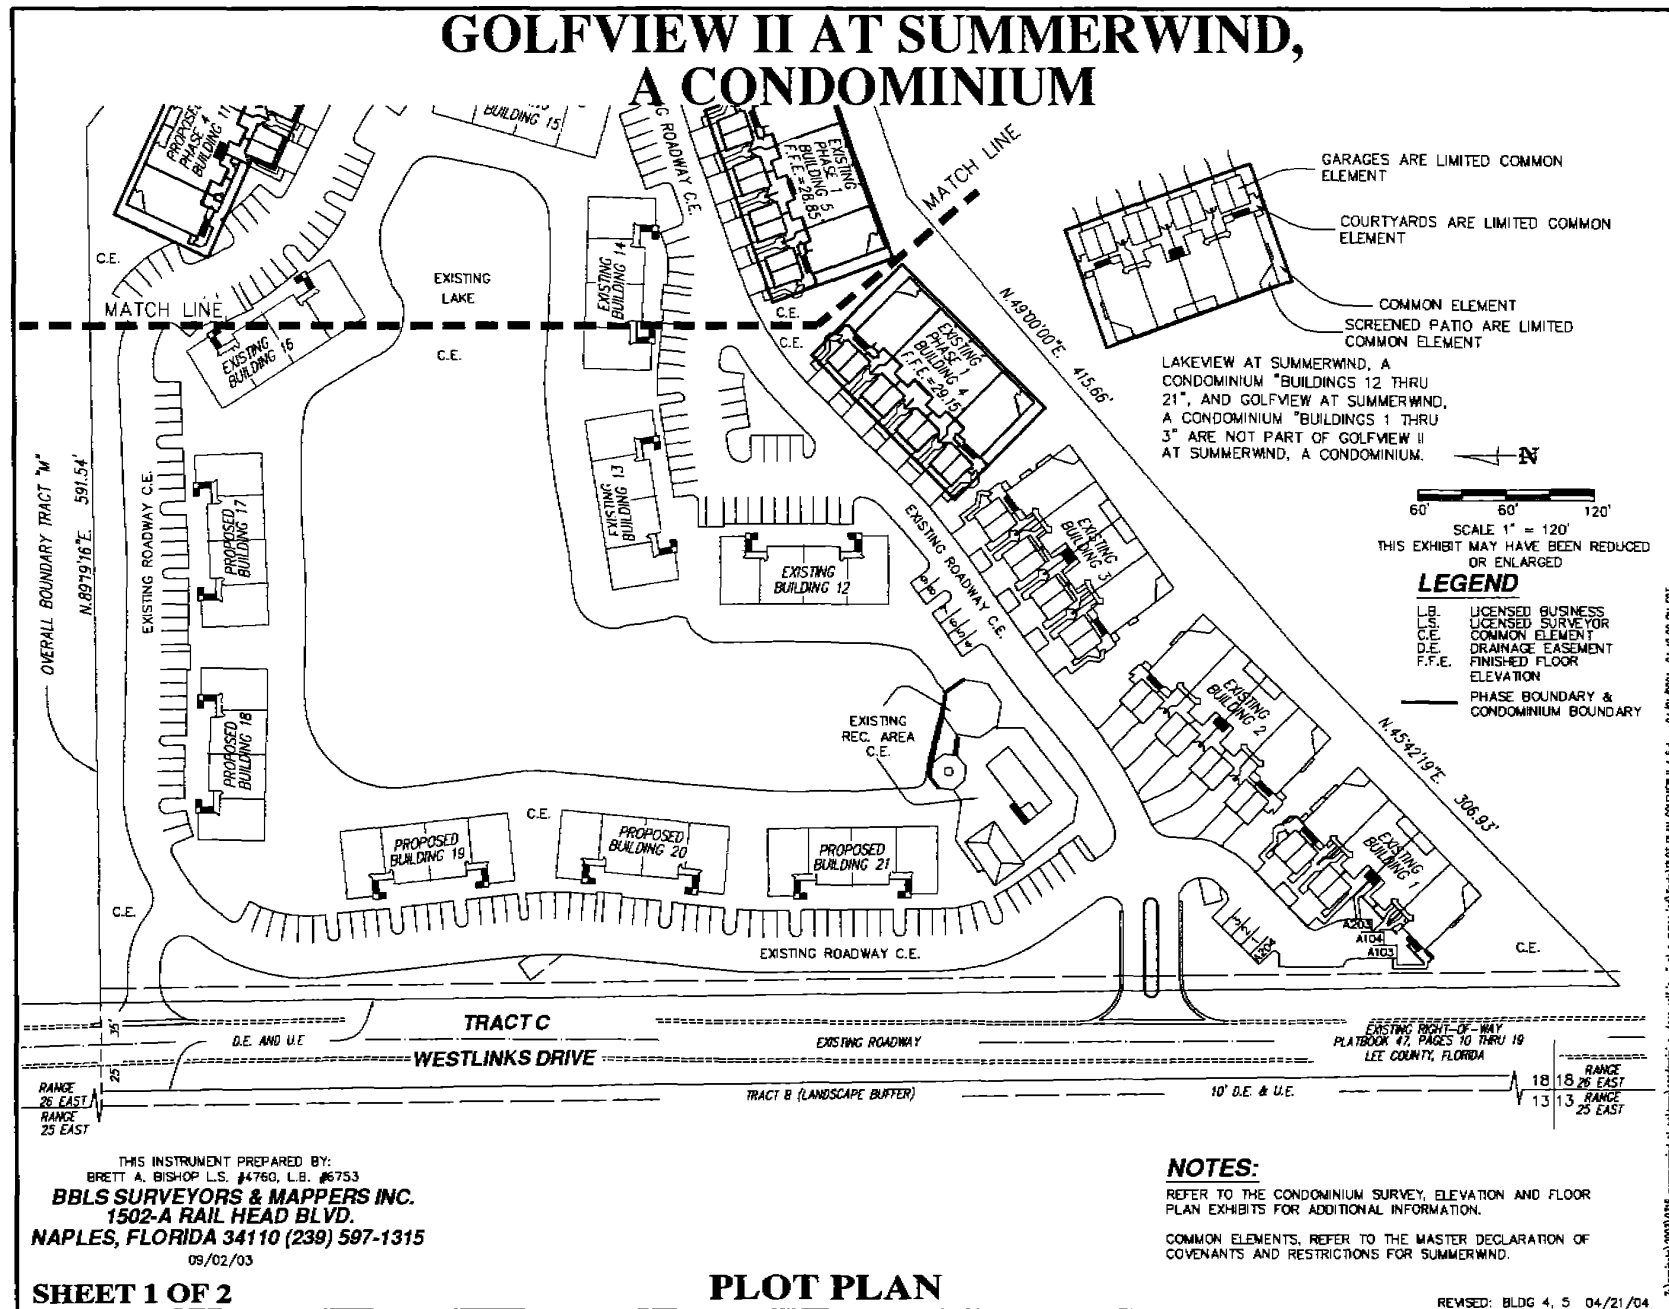 GOLFVIEW II AT SUMMERWIND,
A CONDOMINIUM
PHASE 4
BUILDING 11
BUILDING 15
ROADWAY C.E.
EXISTING
PHASE 1
BUILDING 5
F.F.E.=28.85'
MATCH LINE
GARAGES ARE LIMITED COMMON
ELEMENT
COURTYARDS ARE LIMITED COMMON
ELEMENT
COMMON ELEMENT
SCREENED PATIO ARE LIMITED
COMMON ELEMENT
C.E.
MATCH LINE
EXISTING
LAKE
C.E.
EXISTING
BUILDING 14
C.E.
C.E.
EXISTING
BUILDING 16
EXISTING
PHASE 1
BUILDING 4
F.F.E.=29.15'
N.49°00'00"E. 415.66'
LAKEVIEW AT SUMMERWIND, A
CONDOMINIUM "BUILDINGS 12 THRU
21", AND GOLFVIEW AT SUMMERWIND,
A CONDOMINIUM "BUILDINGS 1 THRU
3" ARE NOT PART OF GOLFVIEW II
AT SUMMERWIND, A CONDOMINIUM.
N
60' 60' 120'
SCALE 1" = 120'
THIS EXHIBIT MAY HAVE BEEN REDUCED
OR ENLARGED
LEGEND
L.B. LICENSED BUSINESS
L.S. LICENSED SURVEYOR
C.E. COMMON ELEMENT
D.E. DRAINAGE EASEMENT
F.F.E. FINISHED FLOOR
ELEVATION
PHASE BOUNDARY &
CONDOMINIUM BOUNDARY
OVERALL BOUNDARY TRACT "M"
N.89°19'16"E. 591.54'
EXISTING ROADWAY C.E.
PROPOSED
BUILDING 17
EXISTING
BUILDING 13
EXISTING
BUILDING 12
EXISTING ROADWAY C.E.
EXISTING
BUILDING 3
PROPOSED
BUILDING 18
EXISTING
REC. AREA
C.E.
EXISTING
BUILDING 2
N.45°42'19"E. 306.93'
C.E.
PROPOSED
BUILDING 19
PROPOSED
BUILDING 20
PROPOSED
BUILDING 21
EXISTING
BUILDING 1
A203
A104
A103
A204
C.E.
C.E.
EXISTING ROADWAY C.E.
35'
TRACT C
D.E. AND U.E
EXISTING ROADWAY
EXISTING RIGHT-OF-WAY
PLATBOOK 47, PAGES 10 THRU 19
LEE COUNTY, FLORIDA
WESTLINKS DRIVE
25'
RANGE
26 EAST
RANGE
25 EAST
TRACT B (LANDSCAPE BUFFER)
10' D.E. & U.E.
18 18 RANGE
26 EAST
13 13 RANGE
25 EAST
THIS INSTRUMENT PREPARED BY:
BRETT A. BISHOP L.S. #4760, L.B. #6753
BBLS SURVEYORS & MAPPERS INC.
1502-A RAIL HEAD BLVD.
NAPLES, FLORIDA 34110 (239) 597-1315
09/02/03
NOTES:
REFER TO THE CONDOMINIUM SURVEY, ELEVATION AND FLOOR
PLAN EXHIBITS FOR ADDITIONAL INFORMATION.
COMMON ELEMENTS, REFER TO THE MASTER DECLARATION OF
COVENANTS AND RESTRICTIONS FOR SUMMERWIND.
SHEET 1 OF 2
PLOT PLAN
REVISED: BLDG 4, 5 04/21/04